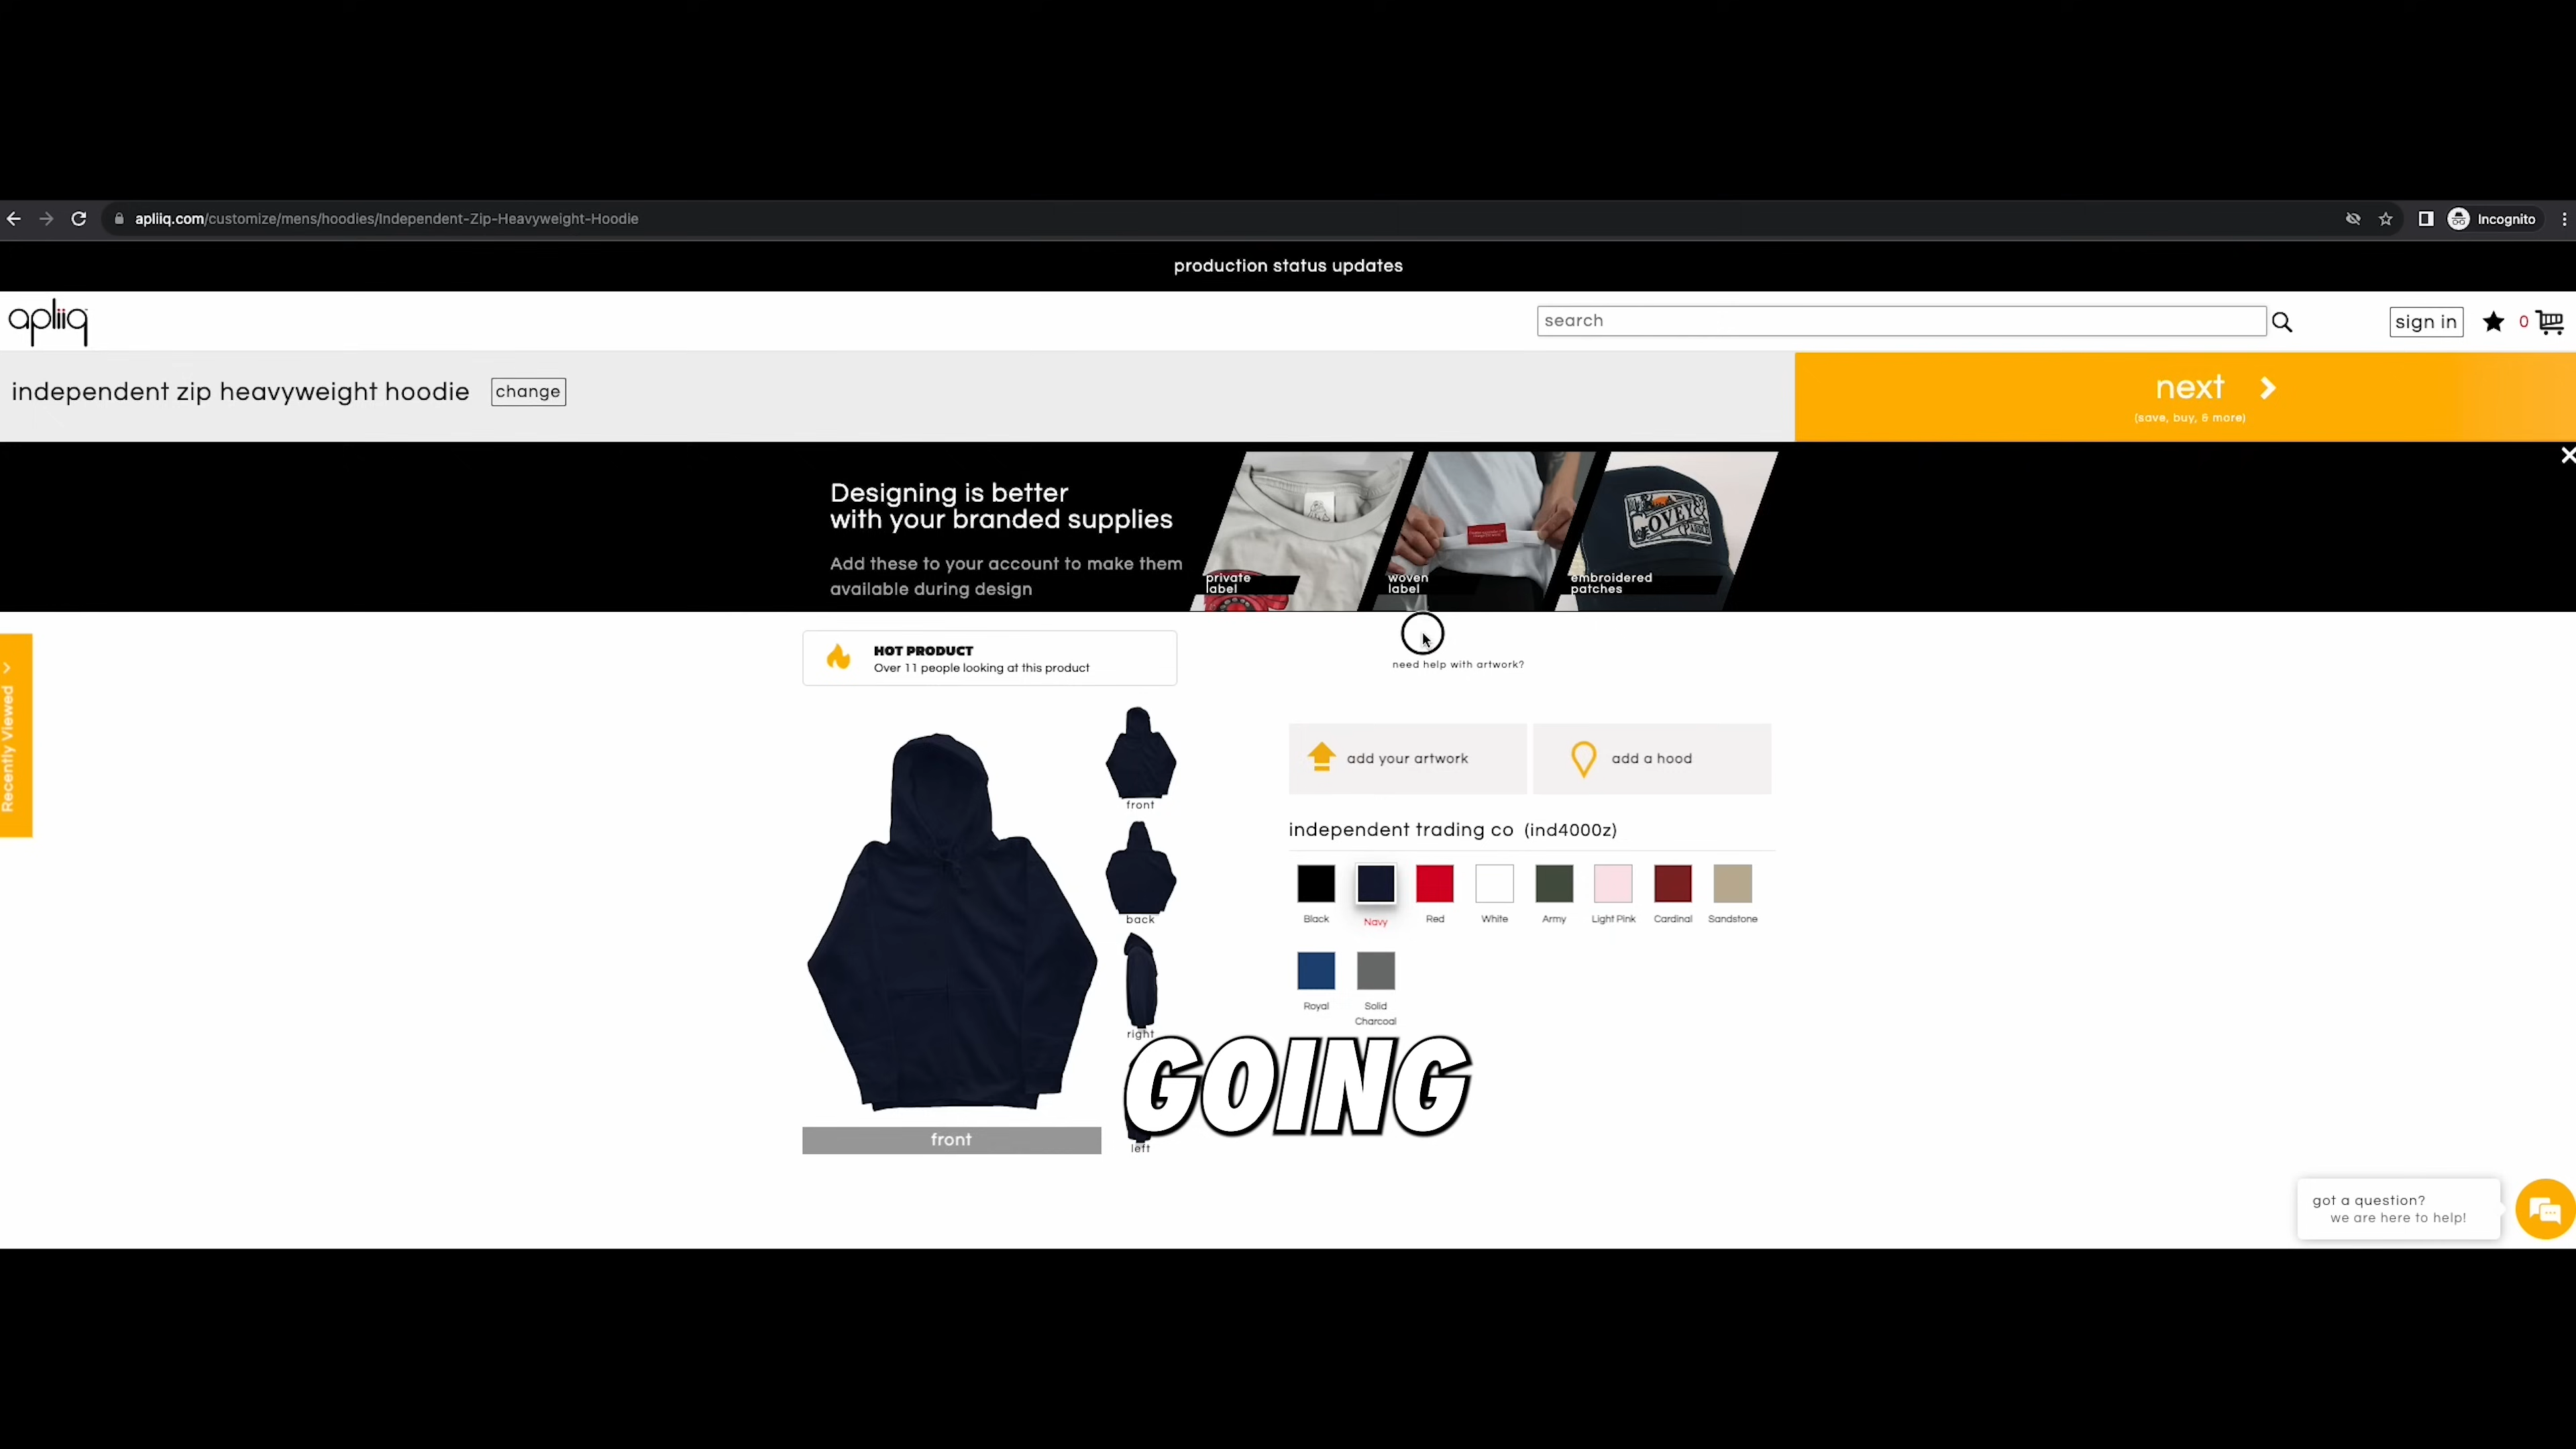 apliiq.com/customize/mens/hoodies/Independent-Zip-Heavyweight-Hoodie
Incognito
production status updates
apliiq
search
sign in
0
independent zip heavyweight hoodie
change
next
(save, buy, & more)
Designing is better
with your branded supplies
Add these to your account to make them
available during design
private
label
woven
label
COVEY &
PADDLE
embroidered
patches
Recently Viewed
HOT PRODUCT
Over 11 people looking at this product
need help with artwork?
front
back
right
left
front
add your artwork
add a hood
independent trading co (ind4000z)
Black
Navy
Red
White
Army
Light Pink
Cardinal
Sandstone
Royal
Solid
Charcoal
GOING
got a question?
we are here to help!